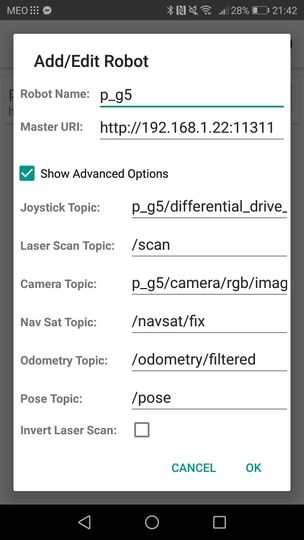 MEO 28% 21:42
Add/Edit Robot
Robot Name: p_g5
Master URI: http://192.168.1.22:11311
Show Advanced Options
Joystick Topic: p_g5/differential_drive_
Laser Scan Topic: /scan
Camera Topic: p_g5/camera/rgb/imag
Nav Sat Topic: /navsat/fix
Odometry Topic: /odometry/filtered
Pose Topic: /pose
Invert Laser Scan:
CANCEL OK